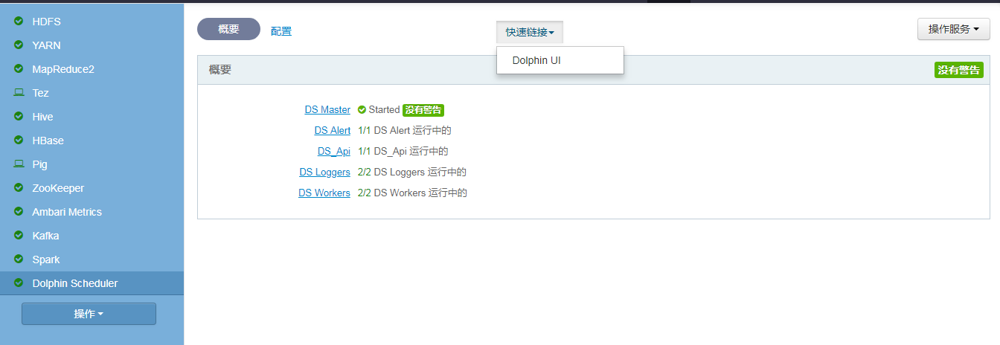 HDFS
YARN
MapReduce2
Tez
Hive
HBase
Pig
ZooKeeper
Ambari Metrics
Kafka
Spark
Dolphin Scheduler
操作
概要 配置 快速链接 操作服务
Dolphin UI
概要 没有警告
DS Master Started 没有警告
DS Alert 1/1 DS Alert 运行中的
DS_Api 1/1 DS_Api 运行中的
DS Loggers 2/2 DS Loggers 运行中的
DS Workers 2/2 DS Workers 运行中的